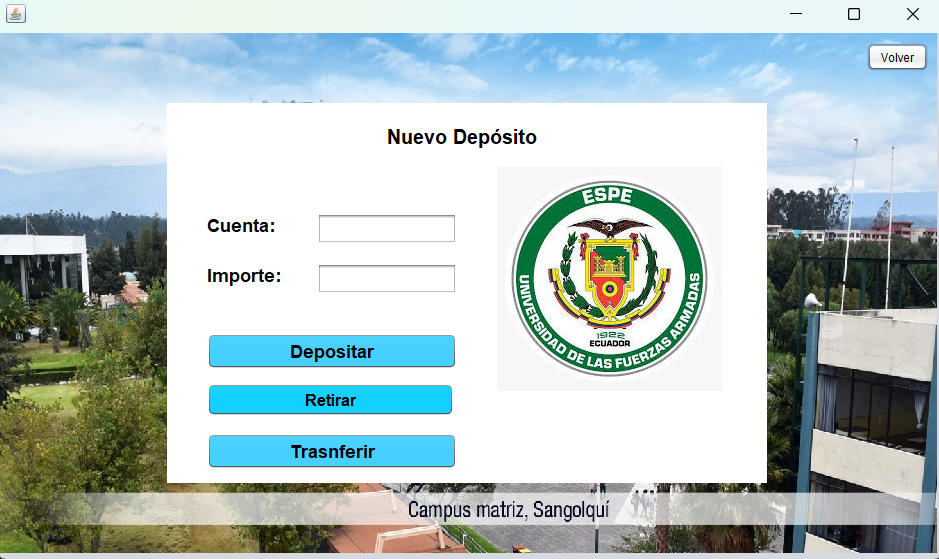 Volver
Nuevo Depósito
Cuenta:
Importe:
Depositar
Retirar
Trasnferir
ESPE
UNIVERSIDAD DE LAS FUERZAS ARMADAS
1922
ECUADOR
Campus matriz, Sangolquí